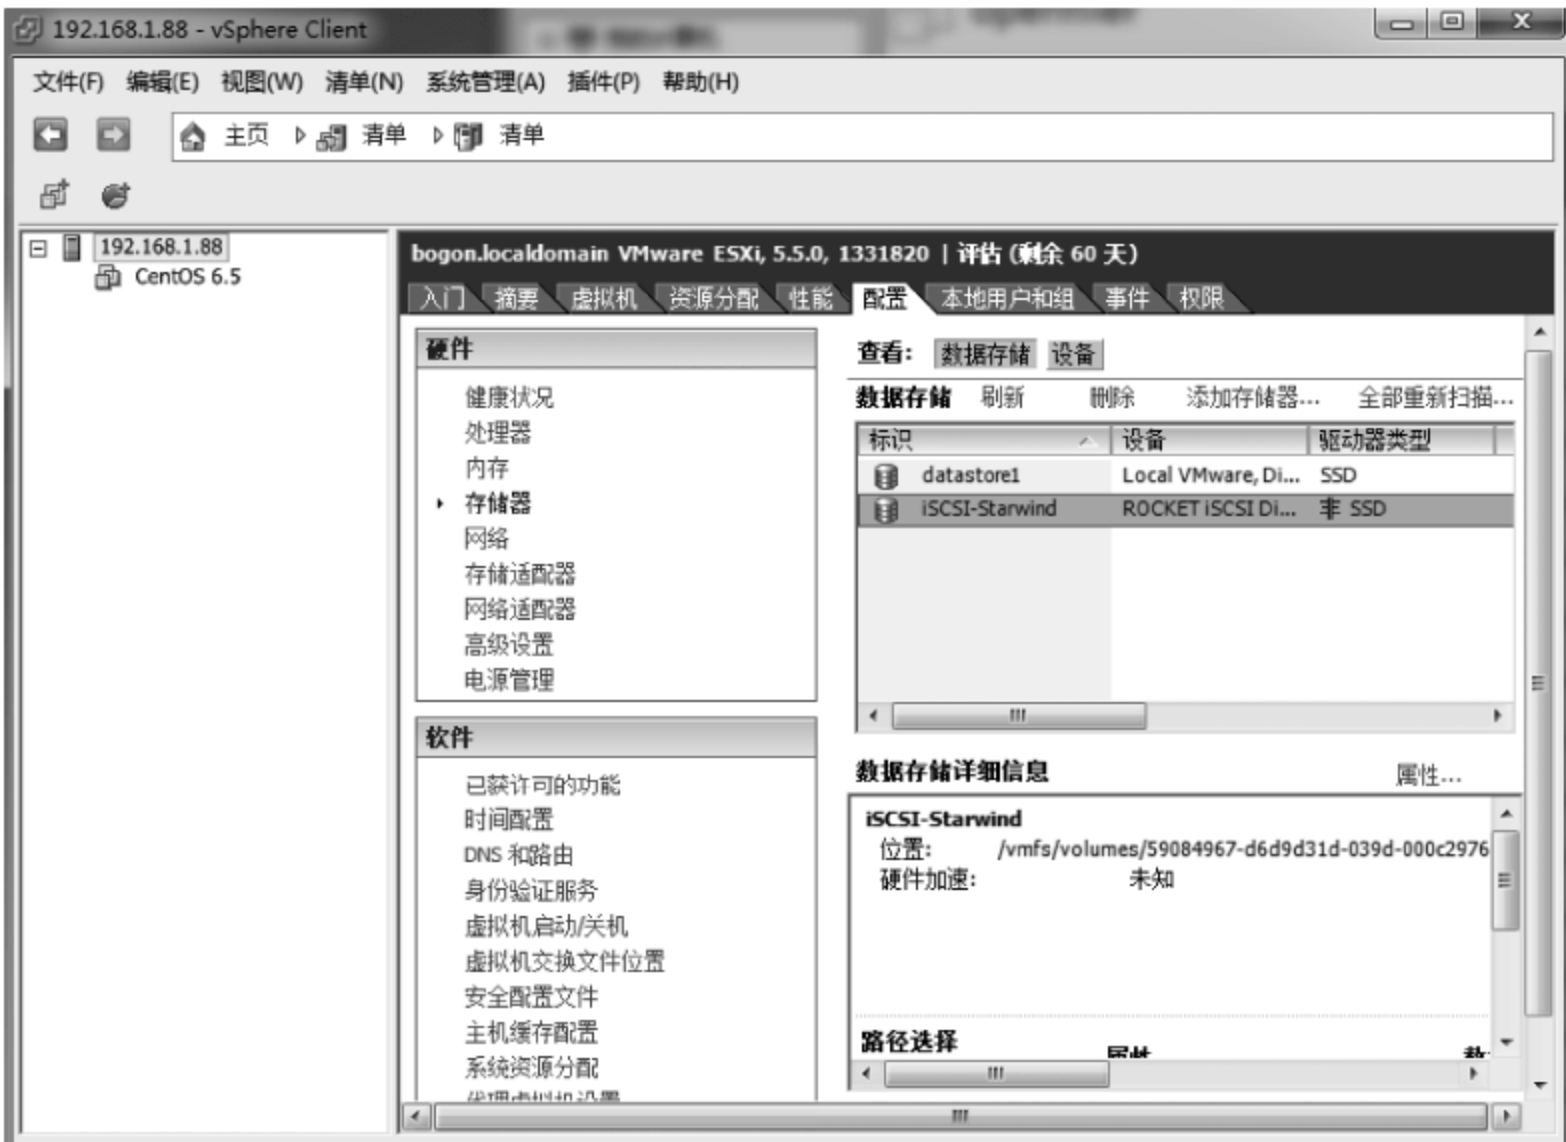 192.168.1.88 - vSphere Client
文件(F) 编辑(E) 视图(W) 清单(N) 系统管理(A) 插件(P) 帮助(H)
主页 清单 清单
192.168.1.88
CentOS 6.5
bogon.localdomain VMware ESXi, 5.5.0, 1331820 | 评估 (剩余 60 天)
入门 摘要 虚拟机 资源分配 性能 配置 本地用户和组 事件 权限
硬件
健康状况
处理器
内存
存储器
网络
存储适配器
网络适配器
高级设置
电源管理
软件
已获许可的功能
时间配置
DNS 和路由
身份验证服务
虚拟机启动/关机
虚拟机交换文件位置
安全配置文件
主机缓存配置
系统资源分配
代理虚拟机设置
查看: 数据存储 设备
数据存储 刷新 删除 添加存储器... 全部重新扫描...
标识 设备 驱动器类型
datastore1 Local VMware, Di... SSD
iSCSI-Starwind ROCKET iSCSI Di... 非 SSD
数据存储详细信息 属性...
iSCSI-Starwind
位置: /vmfs/volumes/59084967-d6d9d31d-039d-000c2976
硬件加速: 未知
路径选择
属性